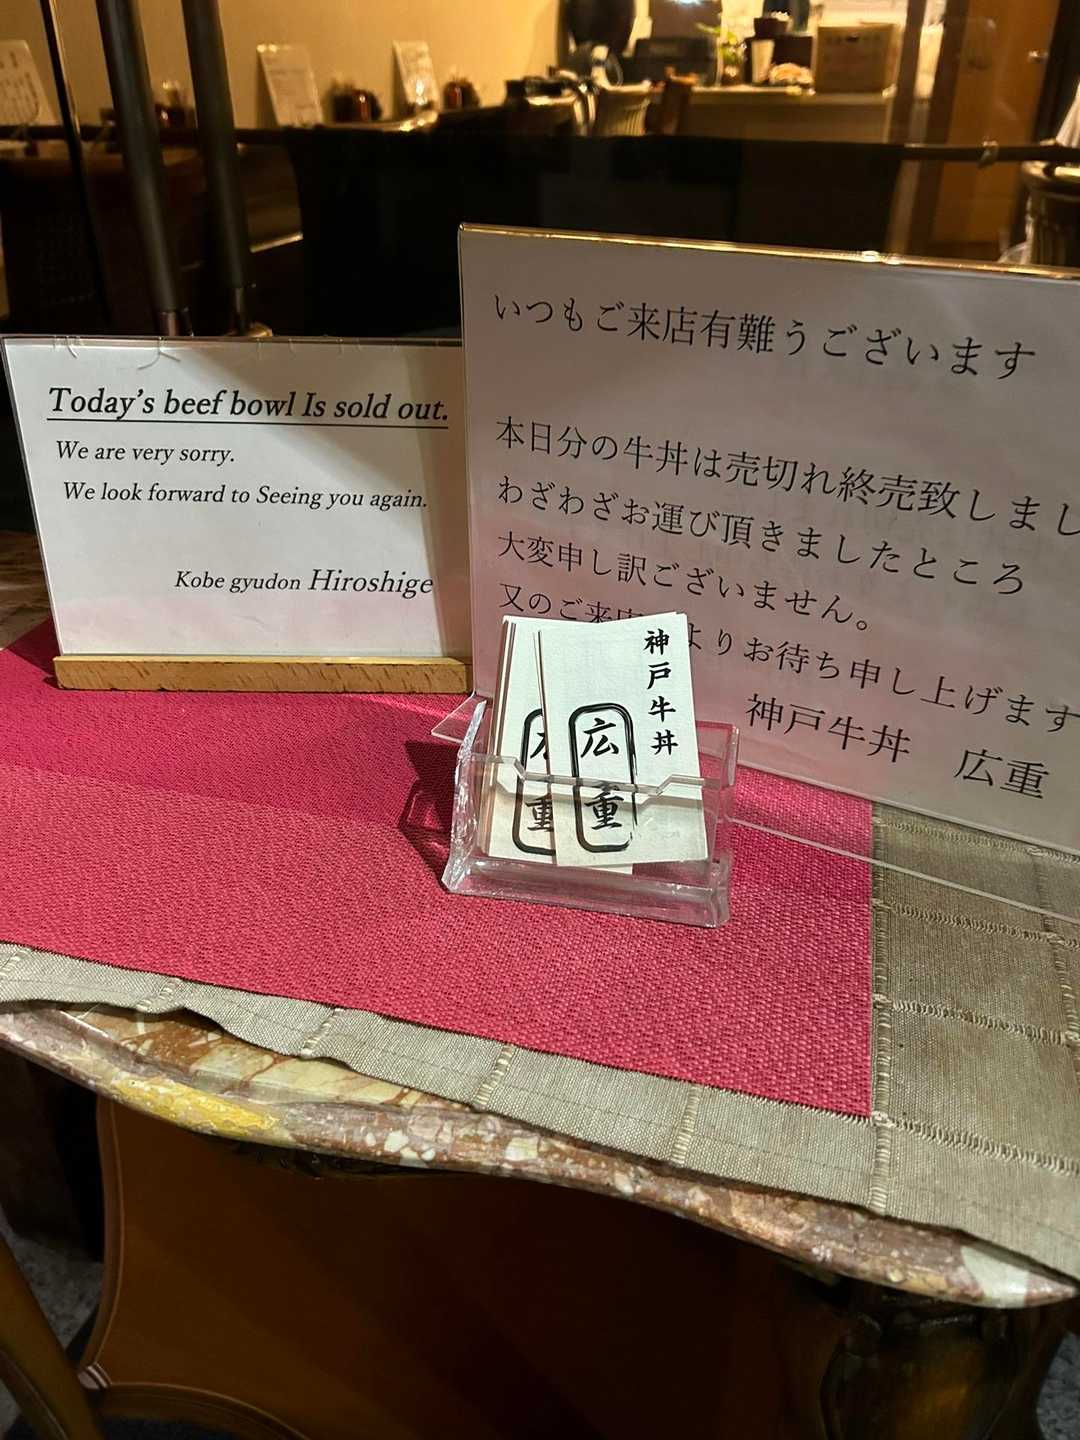 Today's beef bowl Is sold out.
We are very sorry.
We look forward to Seeing you again.
Kobe gyudon Hiroshige
いつもご来店有難うございます
本日分の牛丼は売切れ終売致しまし
わざわざお運び頂きましたところ
大変申し訳ございません。
又のご来店 よりお待ち申し上げます
神戸牛丼 広重
神戸牛丼
広重
重